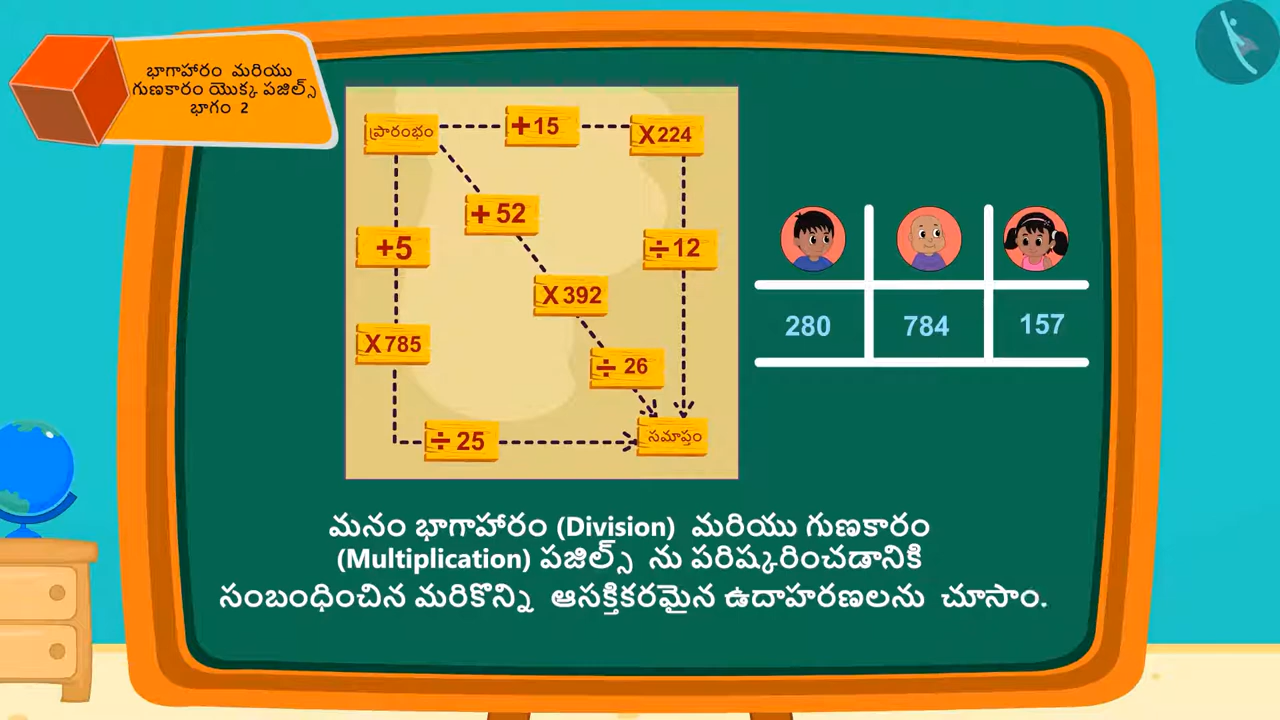 భాగాహారం మరియు
గుణకారం యొక్క పజిల్స్
భాగం 2
ప్రారంభం
+15
X224
+ 52
+5
÷12
X392
X785
÷ 26
÷ 25
సమాప్తం
280 784 157
మనం భాగాహారం (Division) మరియు గుణకారం
(Multiplication) పజిల్స్ ను పరిష్కరించడానికి
సంబంధించిన మరికొన్ని ఆసక్తికరమైన ఉదాహరణలను చూసాం.